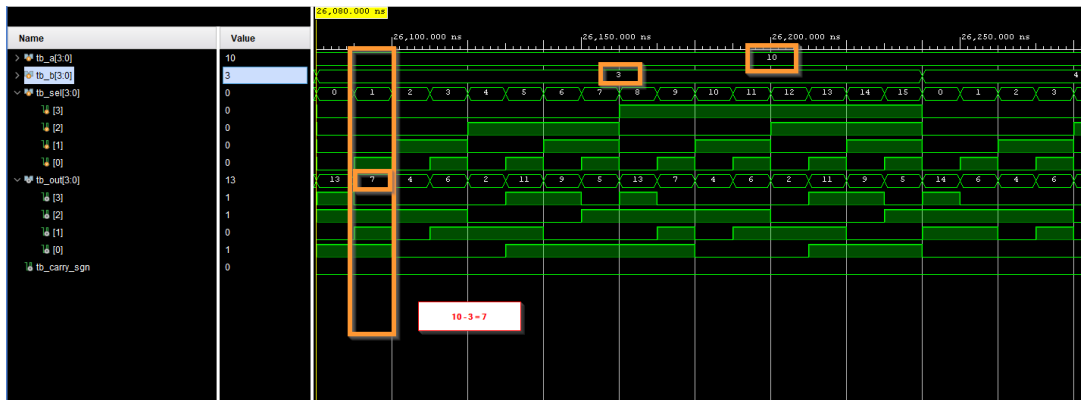 26,080.000 ns
Name Value
26,100.000 ns 26,150.000 ns 26,200.000 ns 26,250.000 ns
tb_a[3:0] 10 10
tb_b[3:0] 3 3 4
tb_sel[3:0] 0 0 1 2 3 4 5 6 7 8 9 10 11 12 13 14 15 0 1 2 3
[3] 0
[2] 0
[1] 0
[0] 0
tb_out[3:0] 13 13 7 4 6 2 11 9 5 13 7 4 6 2 11 9 5 14 6 4 6
[3] 1
[2] 1
[1] 0
[0] 1
tb_carry_sgn 0
10 - 3 = 7